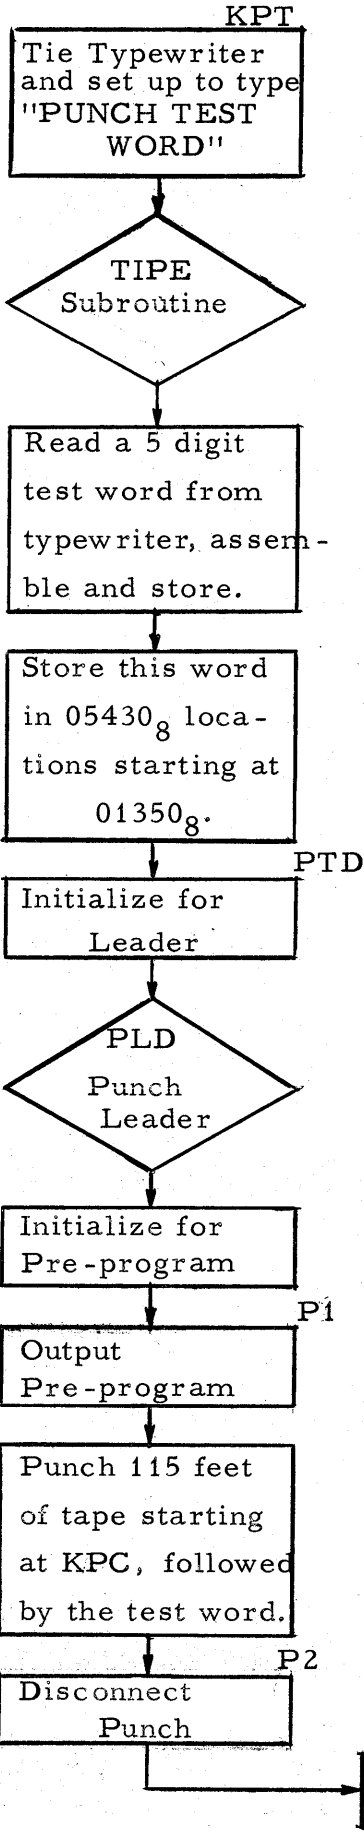 KPT
Tie Typewriter
and set up to type
"PUNCH TEST
WORD"
TIPE
Subroutine
Read a 5 digit
test word from
typewriter, assem-
ble and store.
Store this word
in 05430₈ loca-
tions starting at
01350₈.
PTD
Initialize for
Leader
PLD
Punch
Leader
Initialize for
Pre-program
P1
Output
Pre-program
Punch 115 feet
of tape starting
at KPC, followed
by the test word.
P2
Disconnect
Punch